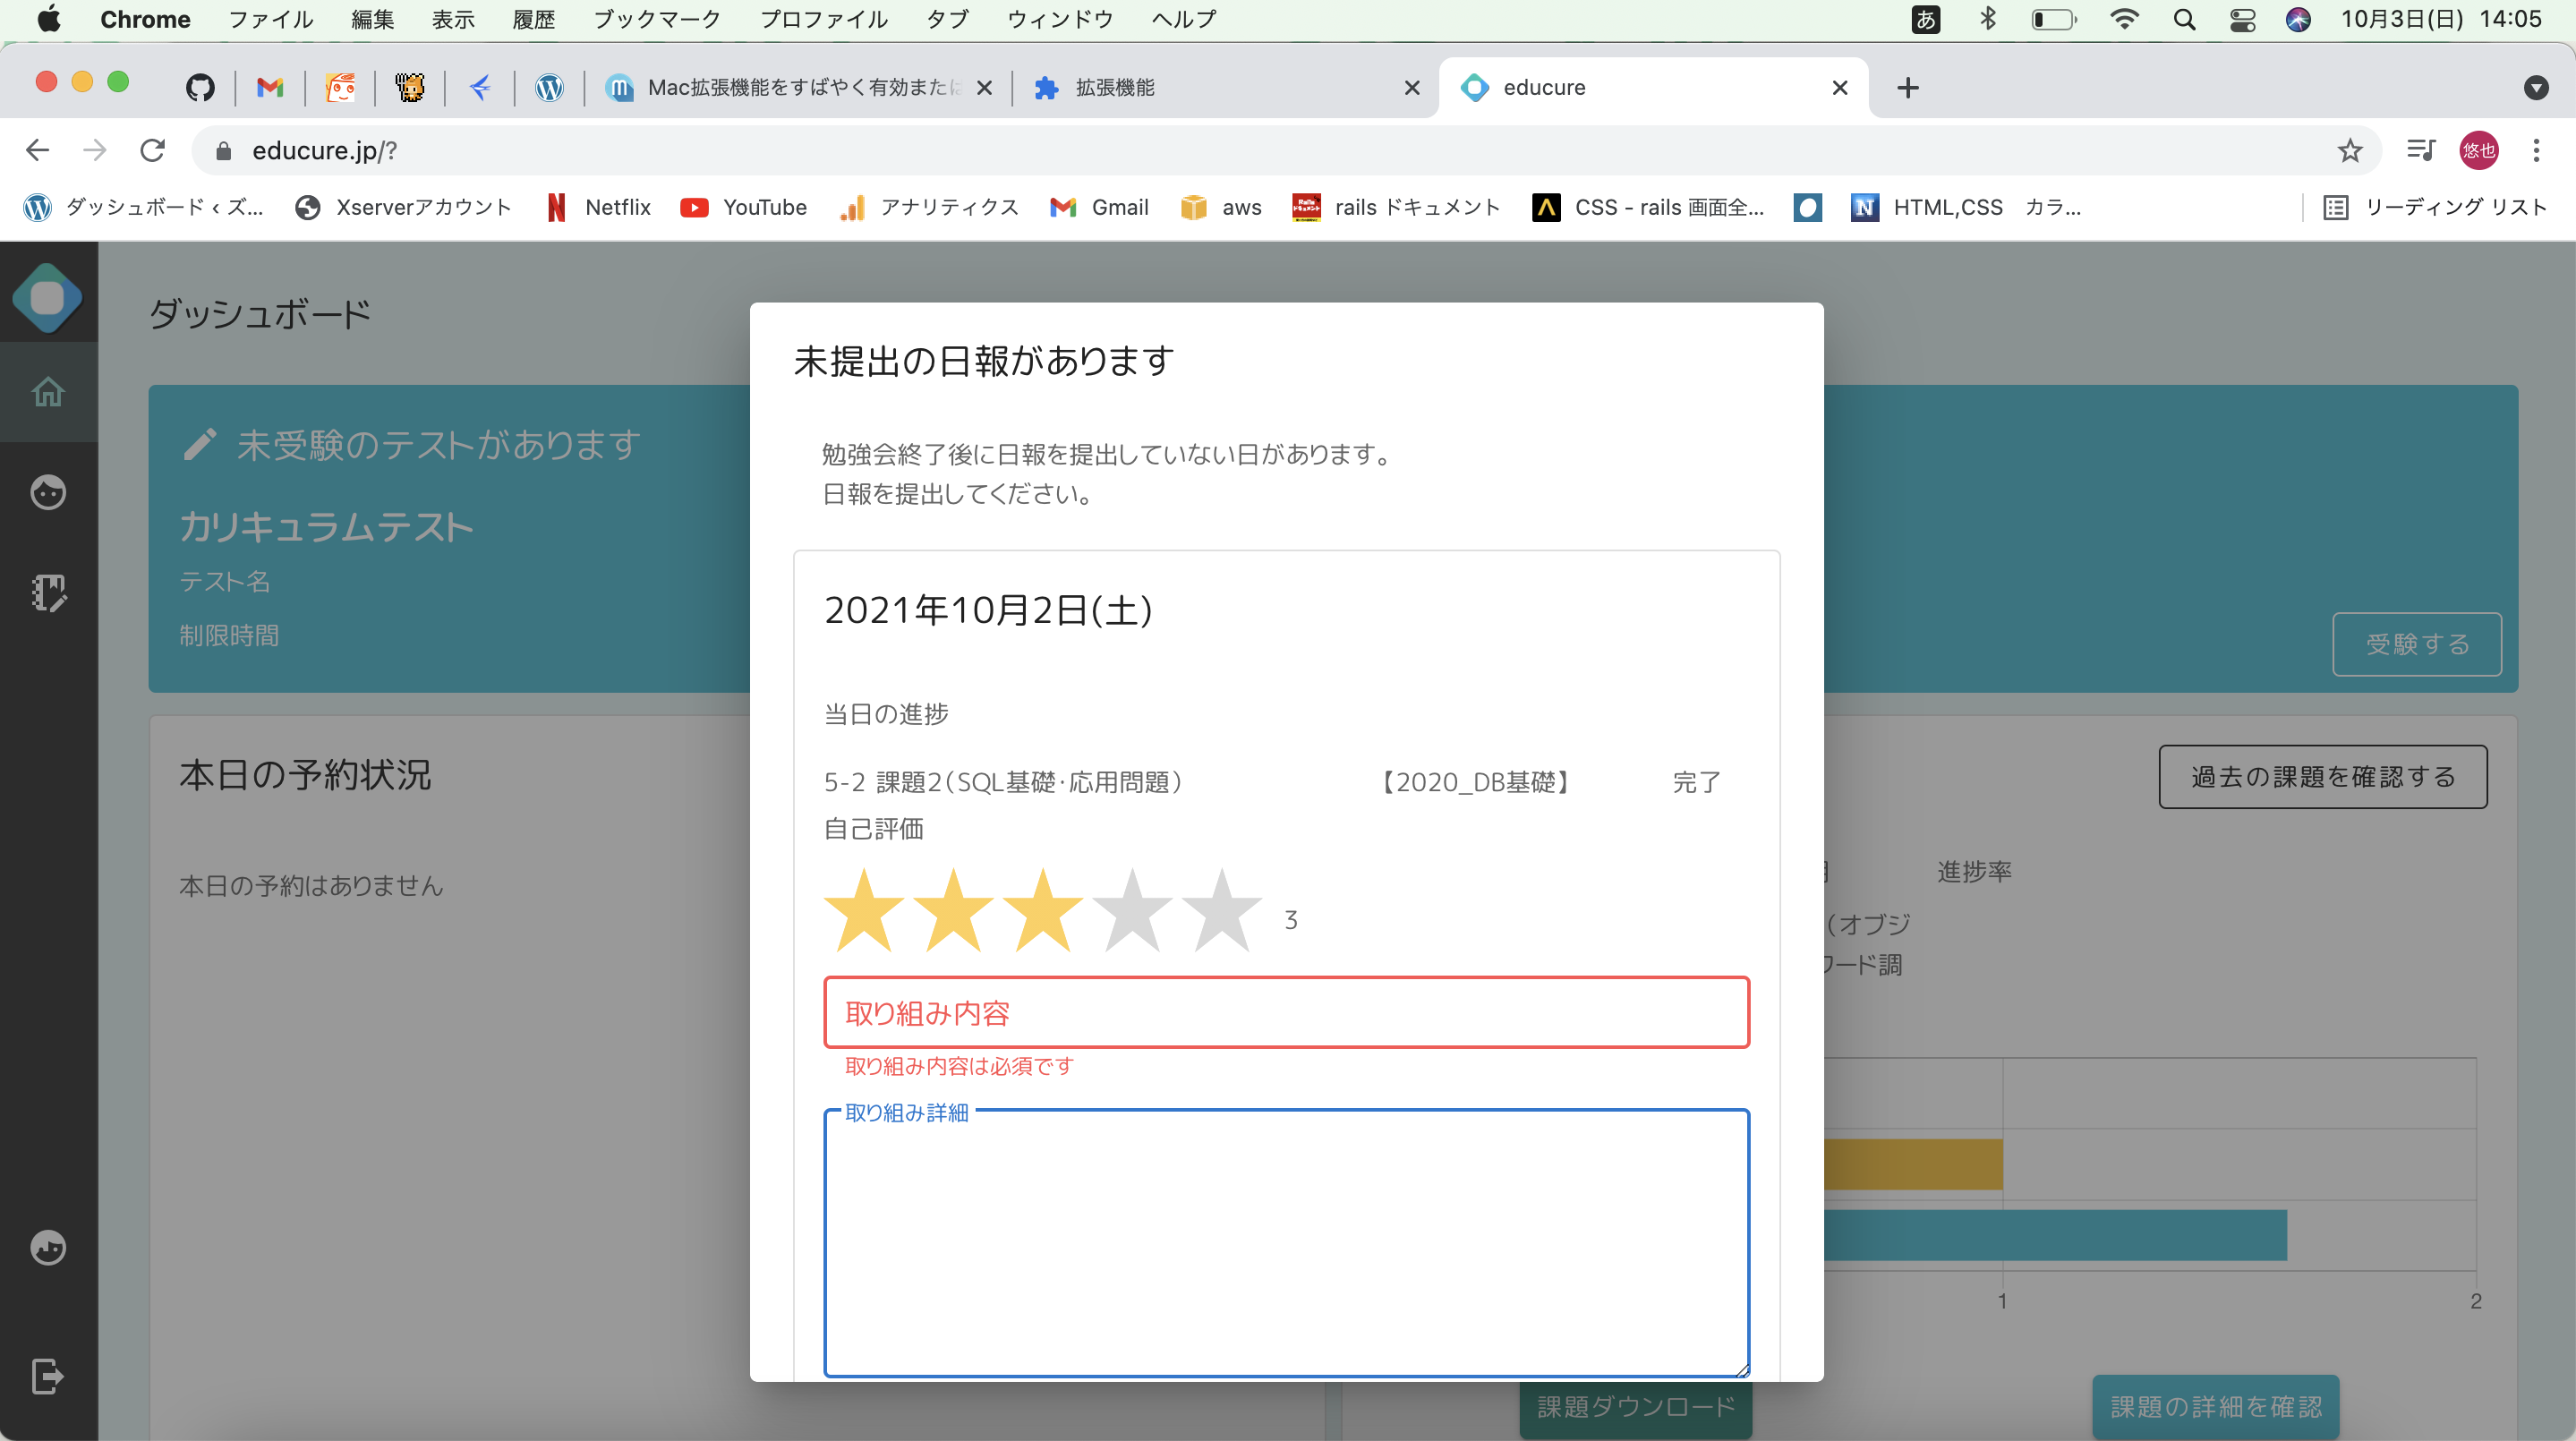 Chrome ファイル 編集 表示 履歴 ブックマーク プロファイル タブ ウィンドウ ヘルプ あ 10月3日(日) 14:05
Mac拡張機能をすばやく有効また 拡張機能 educure
educure.jp/? 悠也
ダッシュボード ‹ ズ... Xserverアカウント Netflix YouTube アナリティクス Gmail aws rails ドキュメント CSS - rails 画面全... HTML,CSS カラ... リーディング リスト
ダッシュボード
未受験のテストがあります
カリキュラムテスト
テスト名
制限時間
受験する
本日の予約状況
本日の予約はありません
未提出の日報があります
勉強会終了後に日報を提出していない日があります。
日報を提出してください。
2021年10月2日(土)
当日の進捗
5-2 課題2(SQL基礎・応用問題) 【2020_DB基礎】 完了
自己評価
3
取り組み内容
取り組み内容は必須です
取り組み詳細
過去の課題を確認する
進捗率
(オブジ
ワード調
1 2
課題ダウンロード
課題の詳細を確認